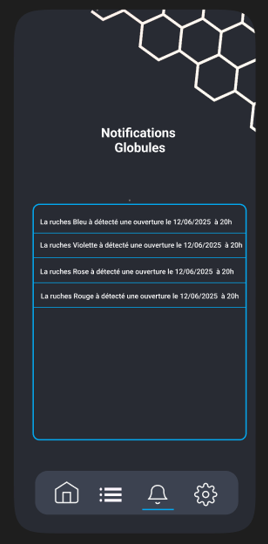 Notifications
Globules
La ruches Bleu à détecté une ouverture le 12/06/2025 à 20h
La ruches Violette à détecté une ouverture le 12/06/2025 à 20h
La ruches Rose à détecté une ouverture le 12/06/2025 à 20h
La ruches Rouge à détecté une ouverture le 12/06/2025 à 20h